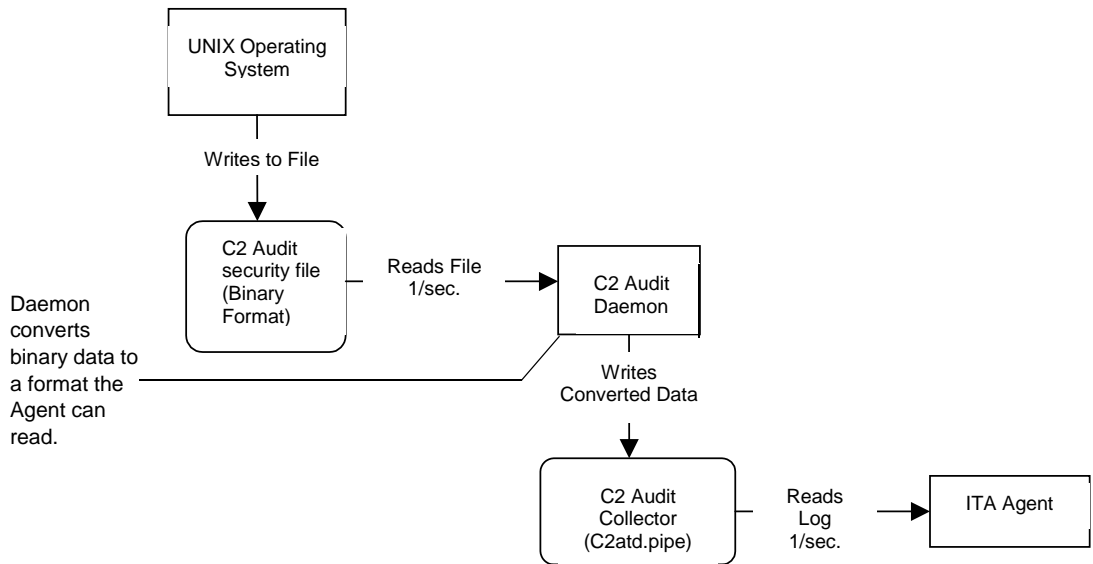 UNIX Operating
System
Writes to File
C2 Audit
security file
(Binary
Format)
Reads File
1/sec.
C2 Audit
Daemon
Daemon
converts
binary data to
a format the
Agent can
read.
Writes
Converted Data
C2 Audit
Collector
(C2atd.pipe)
Reads
Log
1/sec.
ITA Agent